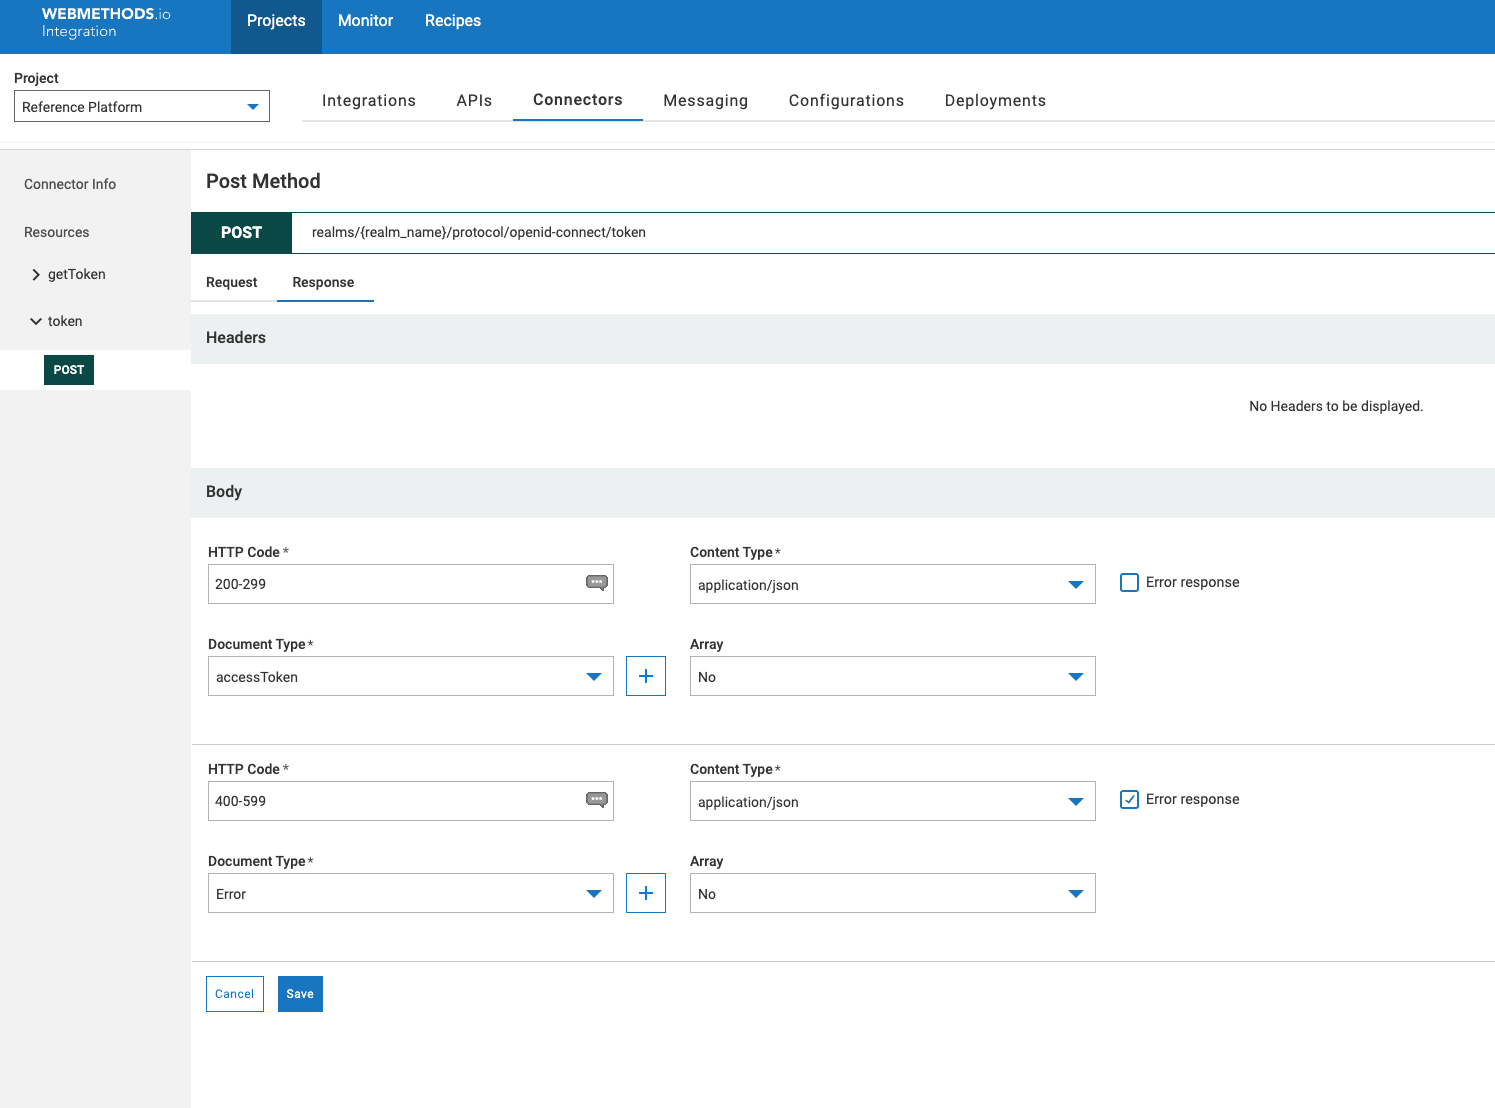 WEBMETHODS.io
Integration
Projects
Monitor
Recipes
Project
Reference Platform
Integrations
APIs
Connectors
Messaging
Configurations
Deployments
Connector Info
Resources
getToken
token
POST
Post Method
POST
realms/{realm_name}/protocol/openid-connect/token
Request
Response
Headers
No Headers to be displayed.
Body
HTTP Code *
200-299
Content Type *
application/json
Error response
Document Type *
accessToken
Array
No
HTTP Code *
400-599
Content Type *
application/json
Error response
Document Type *
Error
Array
No
Cancel
Save